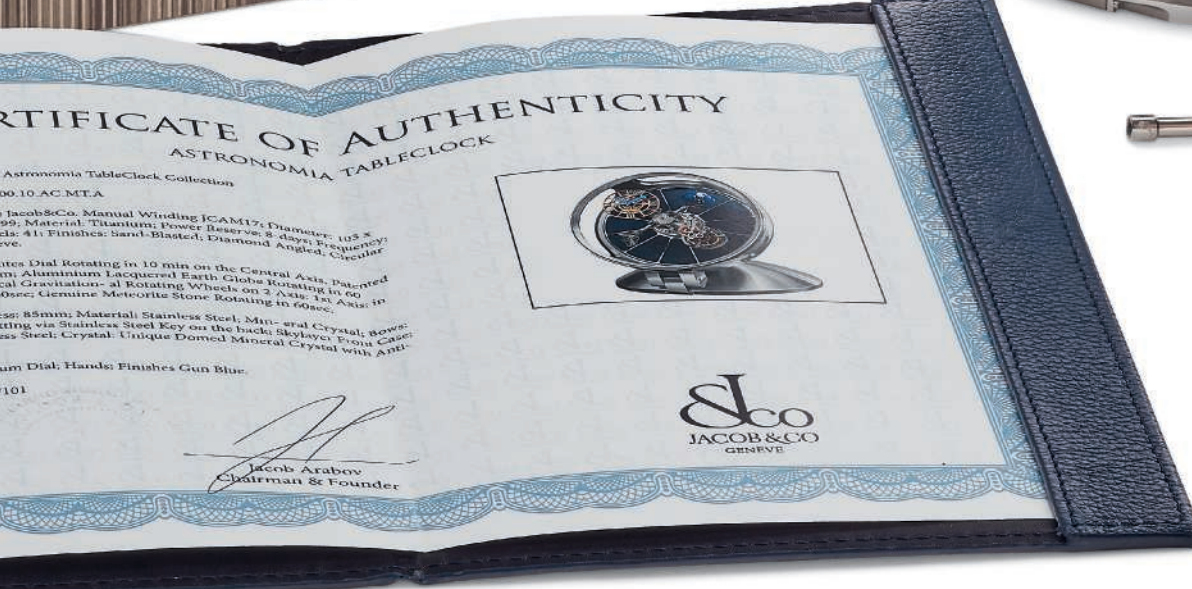 RTIFICATE OF AUTHENTICITY
ASTRONOMIA TABLECLOCK
Astronomia TableClock Collection
00.10.AC.MT.A
Jacob&Co. Manual Winding JCAM17; Diameter: 103 x
99; Material: Titanium; Power Reserve: 8 days; Frequency:
els: 41; Finishes: Sand-Blasted; Diamond Angled; Circular
eve.
utes Dial Rotating in 10 min on the Central Axis, Patented
m; Aluminium Lacquered Earth Globe Rotating in 60
cal Gravitation- al Rotating Wheels on 2 Axis: 1st Axis: in
0sec; Genuine Meteorite Stone Rotating in 60sec.
ess: 85mm; Material: Stainless Steel; Min- eral Crystal; Bows:
tting via Stainless Steel Key on the back; Skylayer Front Case:
ess Steel; Crystal: Unique Domed Mineral Crystal with Anti-
um Dial; Hands: Finishes Gun Blue.
/101
Jacob Arabov
Chairman & Founder
&Jco
JACOB & CO
GENEVE